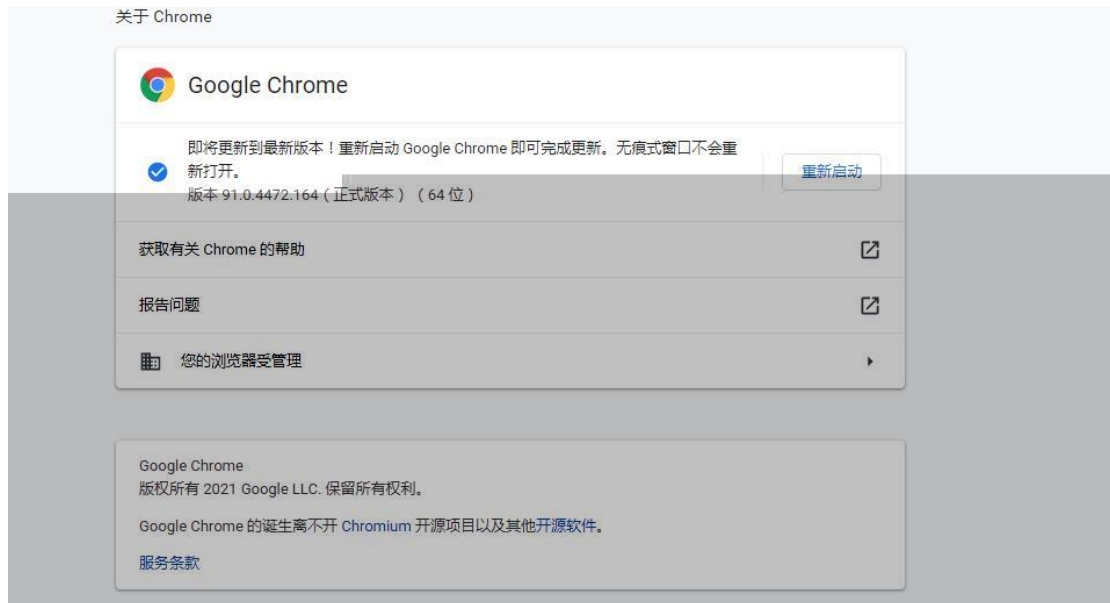 关于 Chrome
Google Chrome
即将更新到最新版本！重新启动 Google Chrome 即可完成更新。无痕式窗口不会重
新打开。
重新启动
版本 91.0.4472.164（正式版本）（64 位）
获取有关 Chrome 的帮助
报告问题
您的浏览器受管理
Google Chrome
版权所有 2021 Google LLC. 保留所有权利。
Google Chrome 的诞生离不开 Chromium 开源项目以及其他开源软件。
服务条款